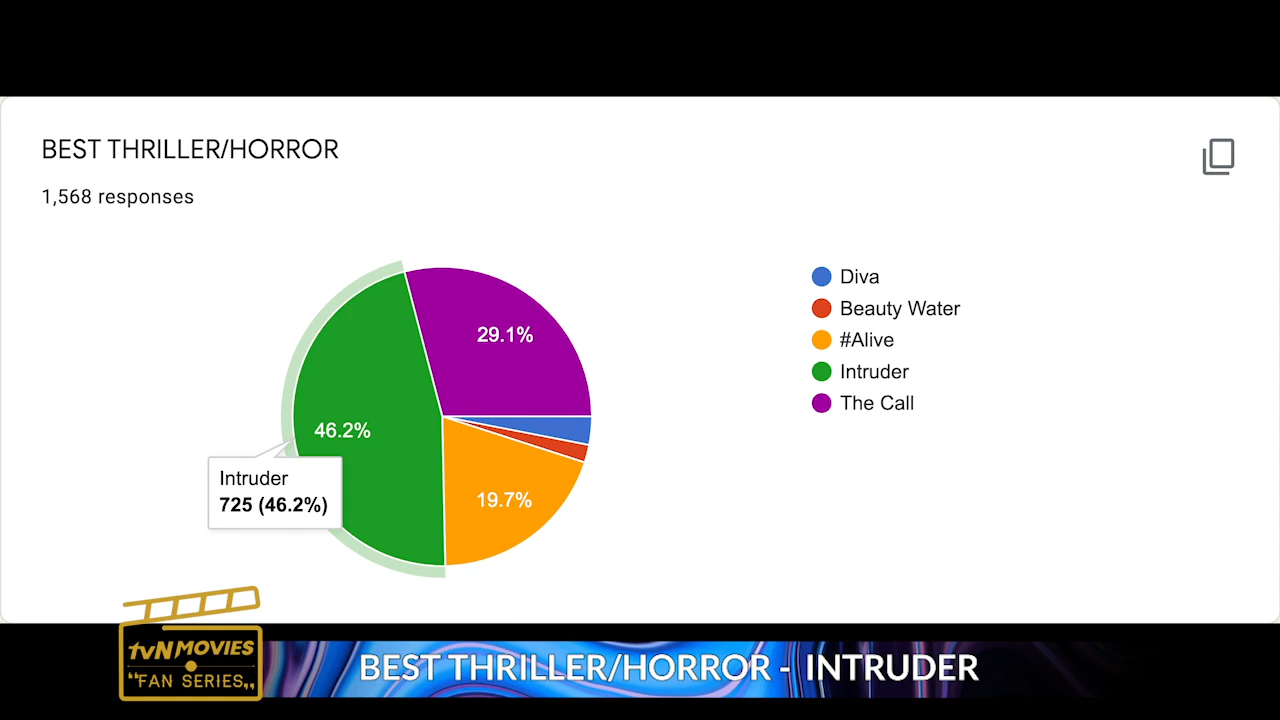 BEST THRILLER/HORROR
1,568 responses
Diva
Beauty Water
#Alive
Intruder
The Call
29.1%
46.2%
19.7%
Intruder
725 (46.2%)
tvN MOVIES
"FAN SERIES„
BEST THRILLER/HORROR - INTRUDER